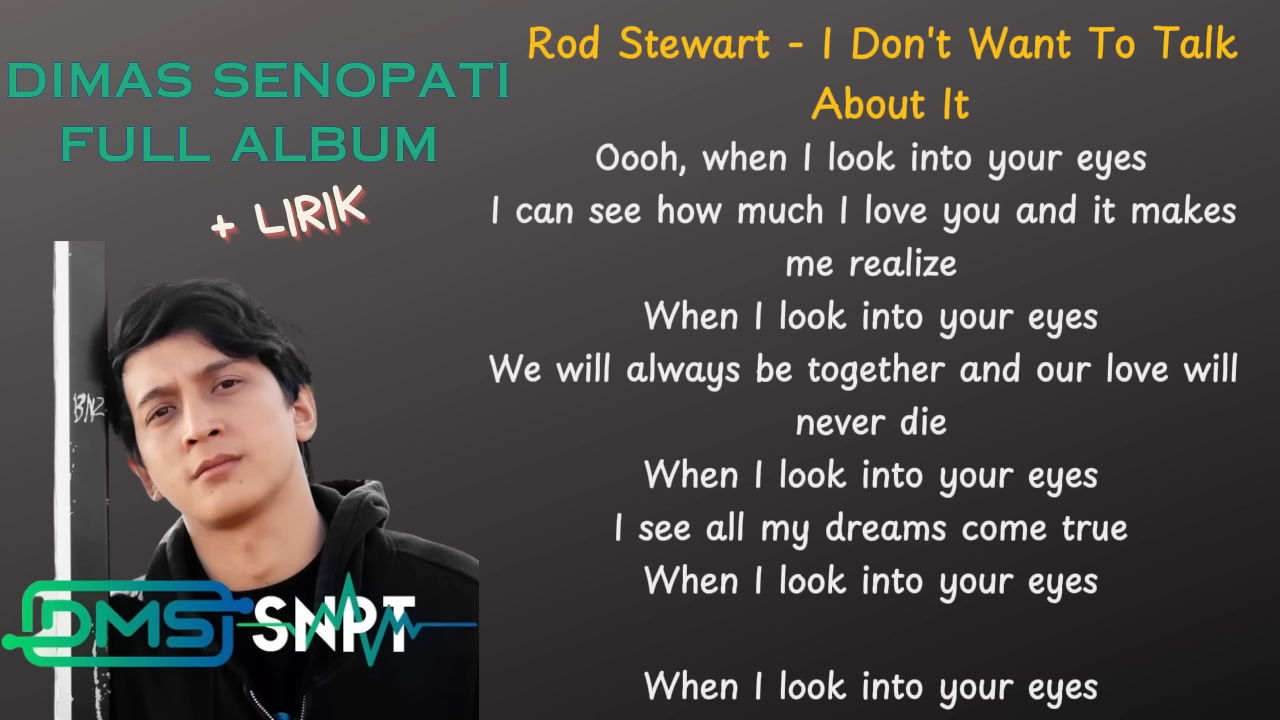 DIMAS SENOPATI
FULL ALBUM
+ LIRIK
BNZ
DMS SNPT
Rod Stewart - I Don't Want To Talk
About It
Oooh, when I look into your eyes
I can see how much I love you and it makes
me realize
When I look into your eyes
We will always be together and our love will
never die
When I look into your eyes
I see all my dreams come true
When I look into your eyes
When I look into your eyes